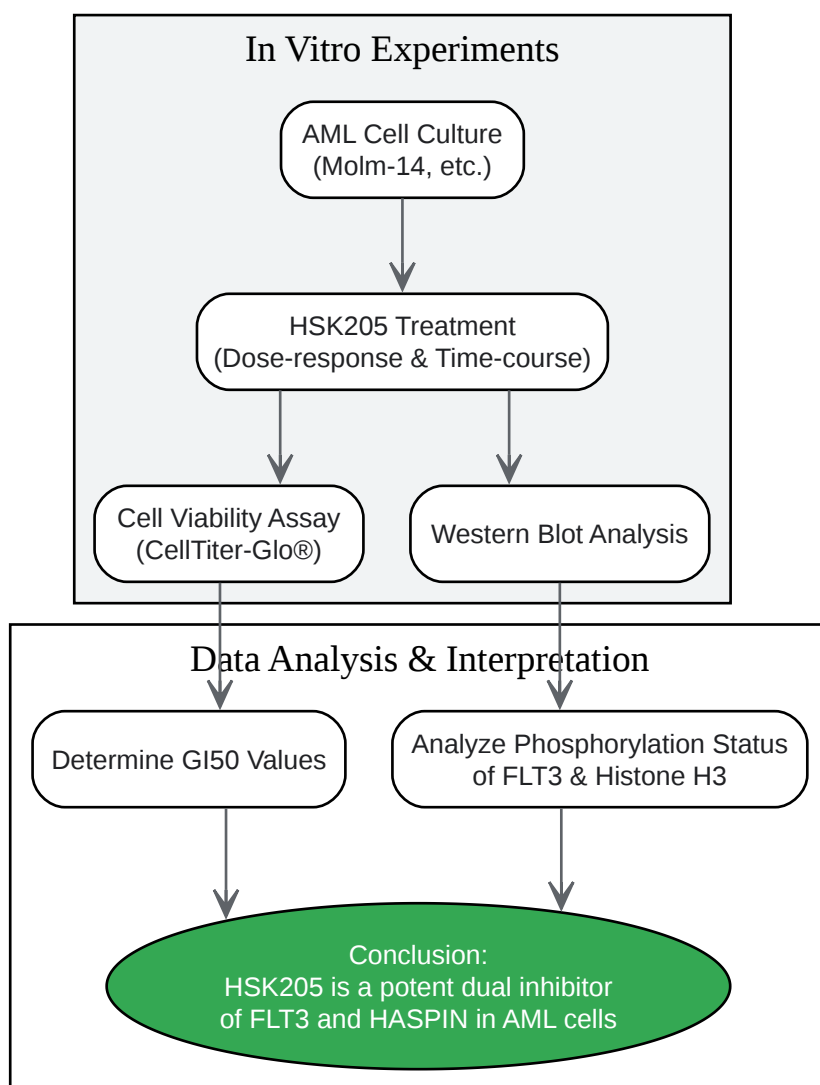 In Vitro Experiments
AML Cell Culture
(Molm-14, etc.)
HSK205 Treatment
(Dose-response & Time-course)
Cell Viability Assay
(CellTiter-Glo®)
Western Blot Analysis
Data Analysis & Interpretation
Determine GI50 Values
Analyze Phosphorylation Status
of FLT3 & Histone H3
Conclusion:
HSK205 is a potent dual inhibitor
of FLT3 and HASPIN in AML cells